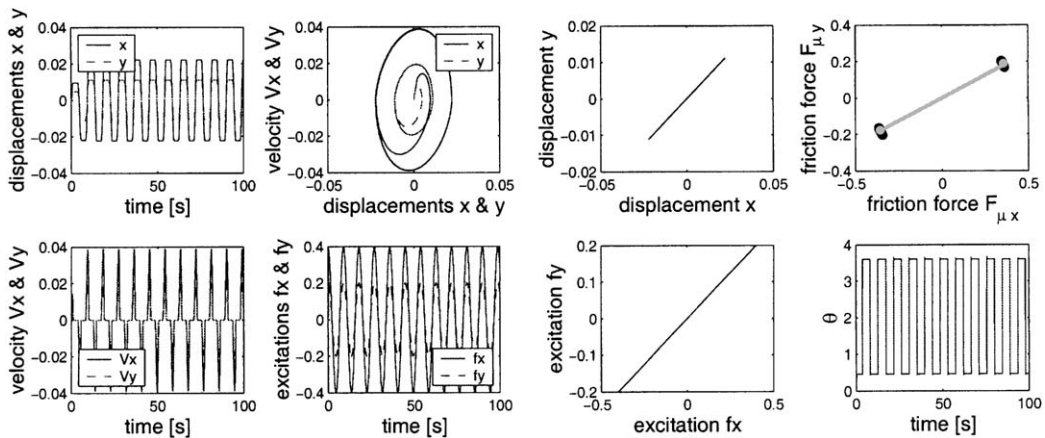 displacements x & y
0.04
0.02
0
−0.02
−0.04
x
y
0
50
100
time [s]
velocity Vx & Vy
0.04
0.02
0
−0.02
−0.04
x
y
−0.05
0
0.05
displacements x & y
displacement y
0.02
0.01
0
−0.01
−0.02
−0.05
0
0.05
displacement x
friction force F μ y
0.4
0.2
0
−0.2
−0.4
−0.5
0
0.5
friction force F μ x
velocity Vx & Vy
0.04
0.02
0
−0.02
−0.04
Vx
Vy
0
50
100
time [s]
excitations fx & fy
0.4
0.2
0
−0.2
−0.4
fx
fy
0
50
100
time [s]
excitation fy
0.2
0.1
0
−0.1
−0.2
−0.5
0
0.5
excitation fx
θ
4
3
2
1
0
0
50
100
time [s]